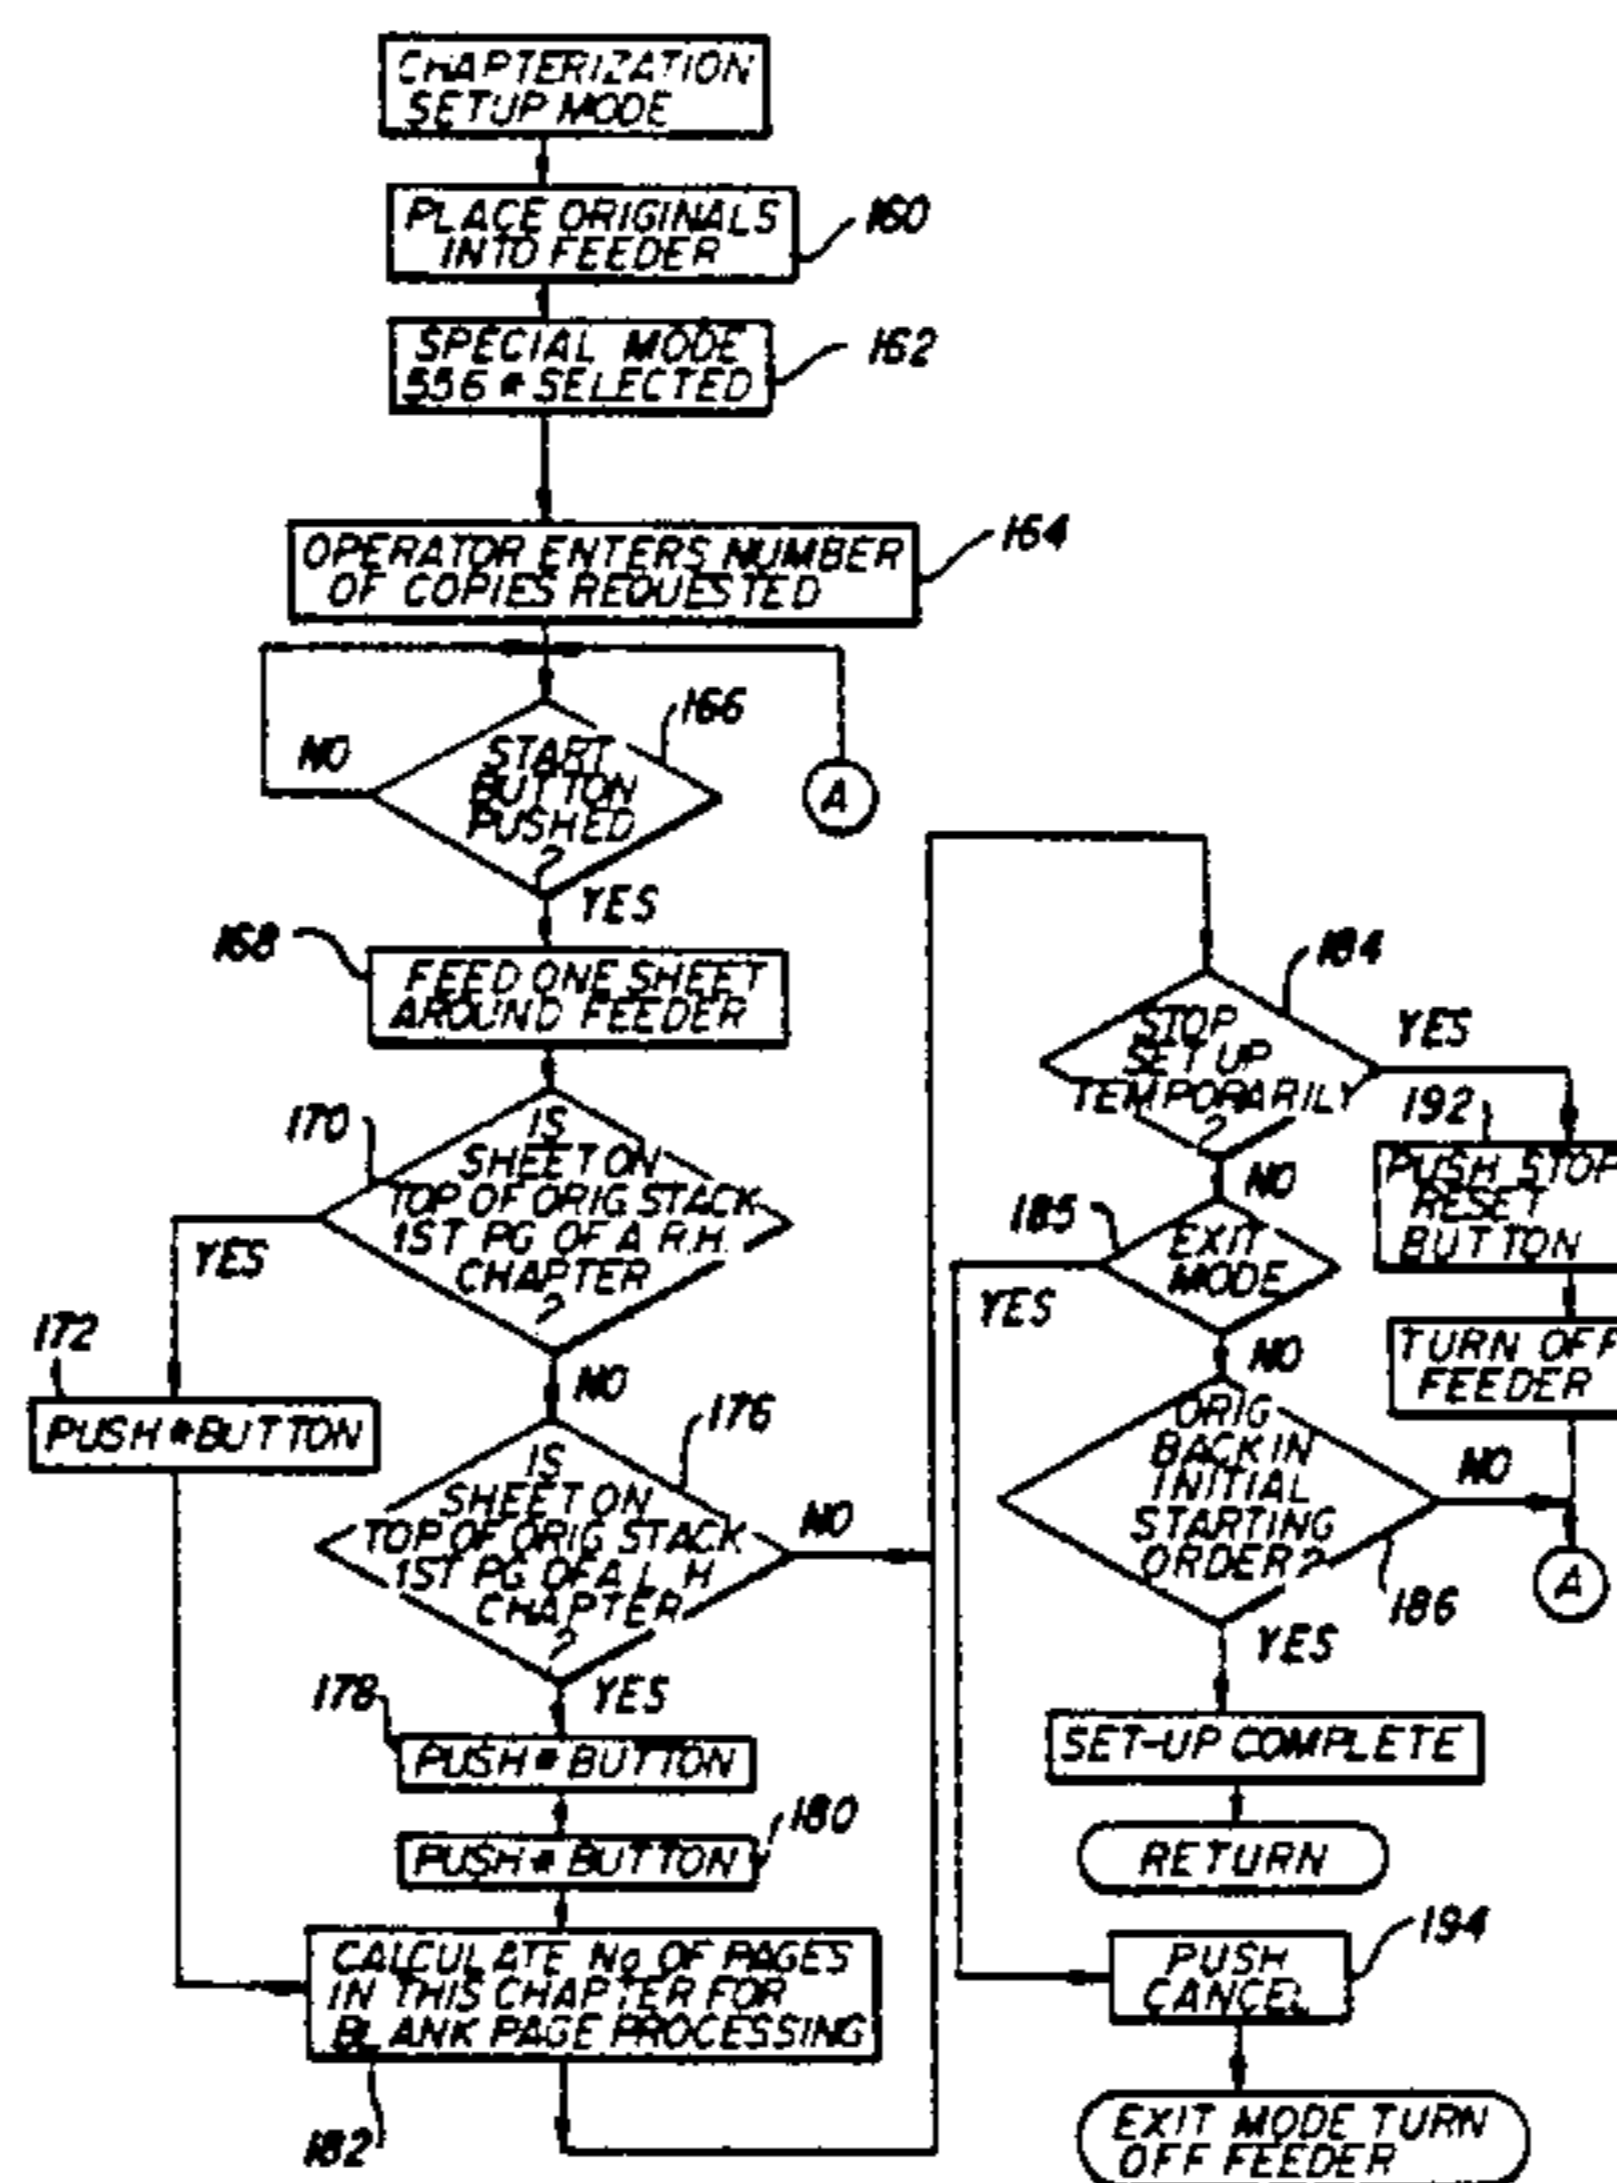 CHAPTERIZATION
SETUP MODE
PLACE ORIGINALS
INTO FEEDER
160
SPECIAL MODE
556 * SELECTED
162
OPERATOR ENTERS NUMBER
OF COPIES REQUESTED
164
START
BUTTON
PUSHED
?
166
NO
YES
A
168
FEED ONE SHEET
AROUND FEEDER
170
IS
SHEET ON
TOP OF ORIG STACK
1ST PG OF A R.H.
CHAPTER
?
YES
NO
172
PUSH * BUTTON
176
IS
SHEET ON
TOP OF ORIG STACK
1ST PG OF A L.H
CHAPTER
?
NO
YES
178
PUSH * BUTTON
180
PUSH * BUTTON
CALCULATE No OF PAGES
IN THIS CHAPTER FOR
BLANK PAGE PROCESSING
182
184
STOP
SET UP
TEMPORARILY
?
YES
NO
192
PUSH STOP
RESET
BUTTON
TURN OFF
FEEDER
185
EXIT
MODE
YES
NO
ORIG
BACK IN
INITIAL
STARTING
ORDER?
NO
A
186
YES
SET-UP COMPLETE
RETURN
194
PUSH
CANCEL
EXIT MODE TURN
OFF FEEDER